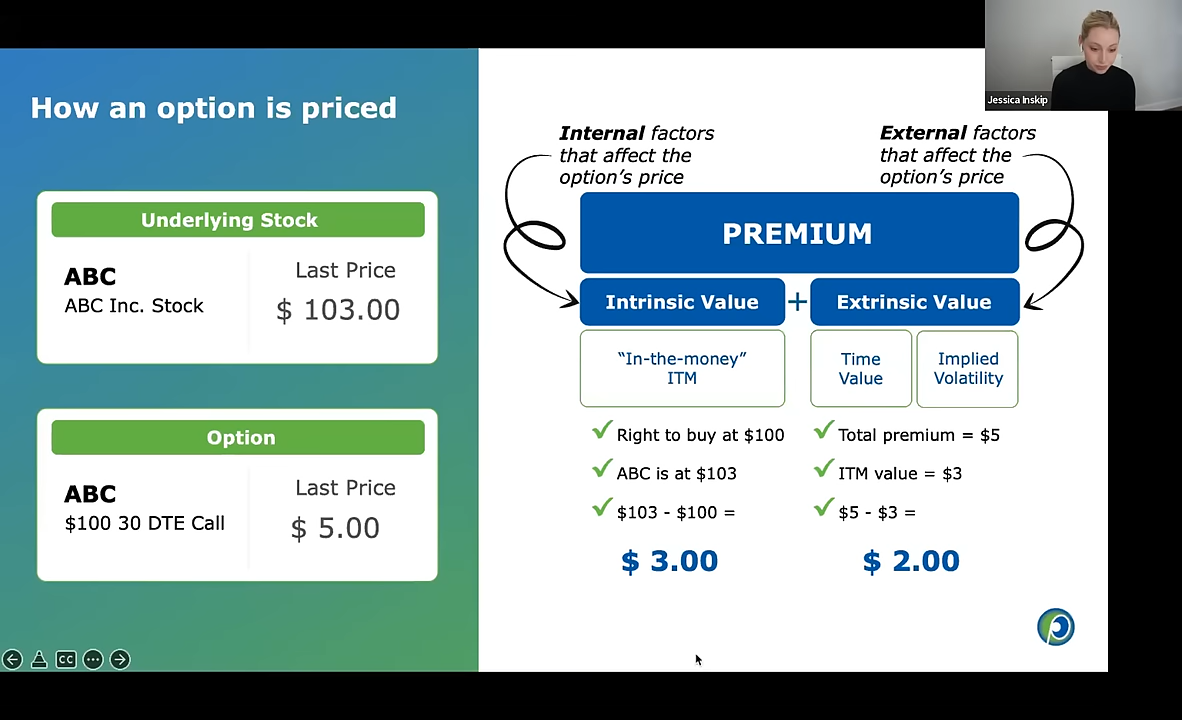 How an option is priced
Underlying Stock
ABC
ABC Inc. Stock
Last Price
$ 103.00
Option
ABC
$100 30 DTE Call
Last Price
$ 5.00
CC
Jessica Inskip
Internal factors
that affect the
option's price
External factors
that affect the
option's price
PREMIUM
Intrinsic Value
+
Extrinsic Value
“In-the-money”
ITM
Time
Value
Implied
Volatility
Right to buy at $100
ABC is at $103
$103 - $100 =
$ 3.00
Total premium = $5
ITM value = $3
$5 - $3 =
$ 2.00